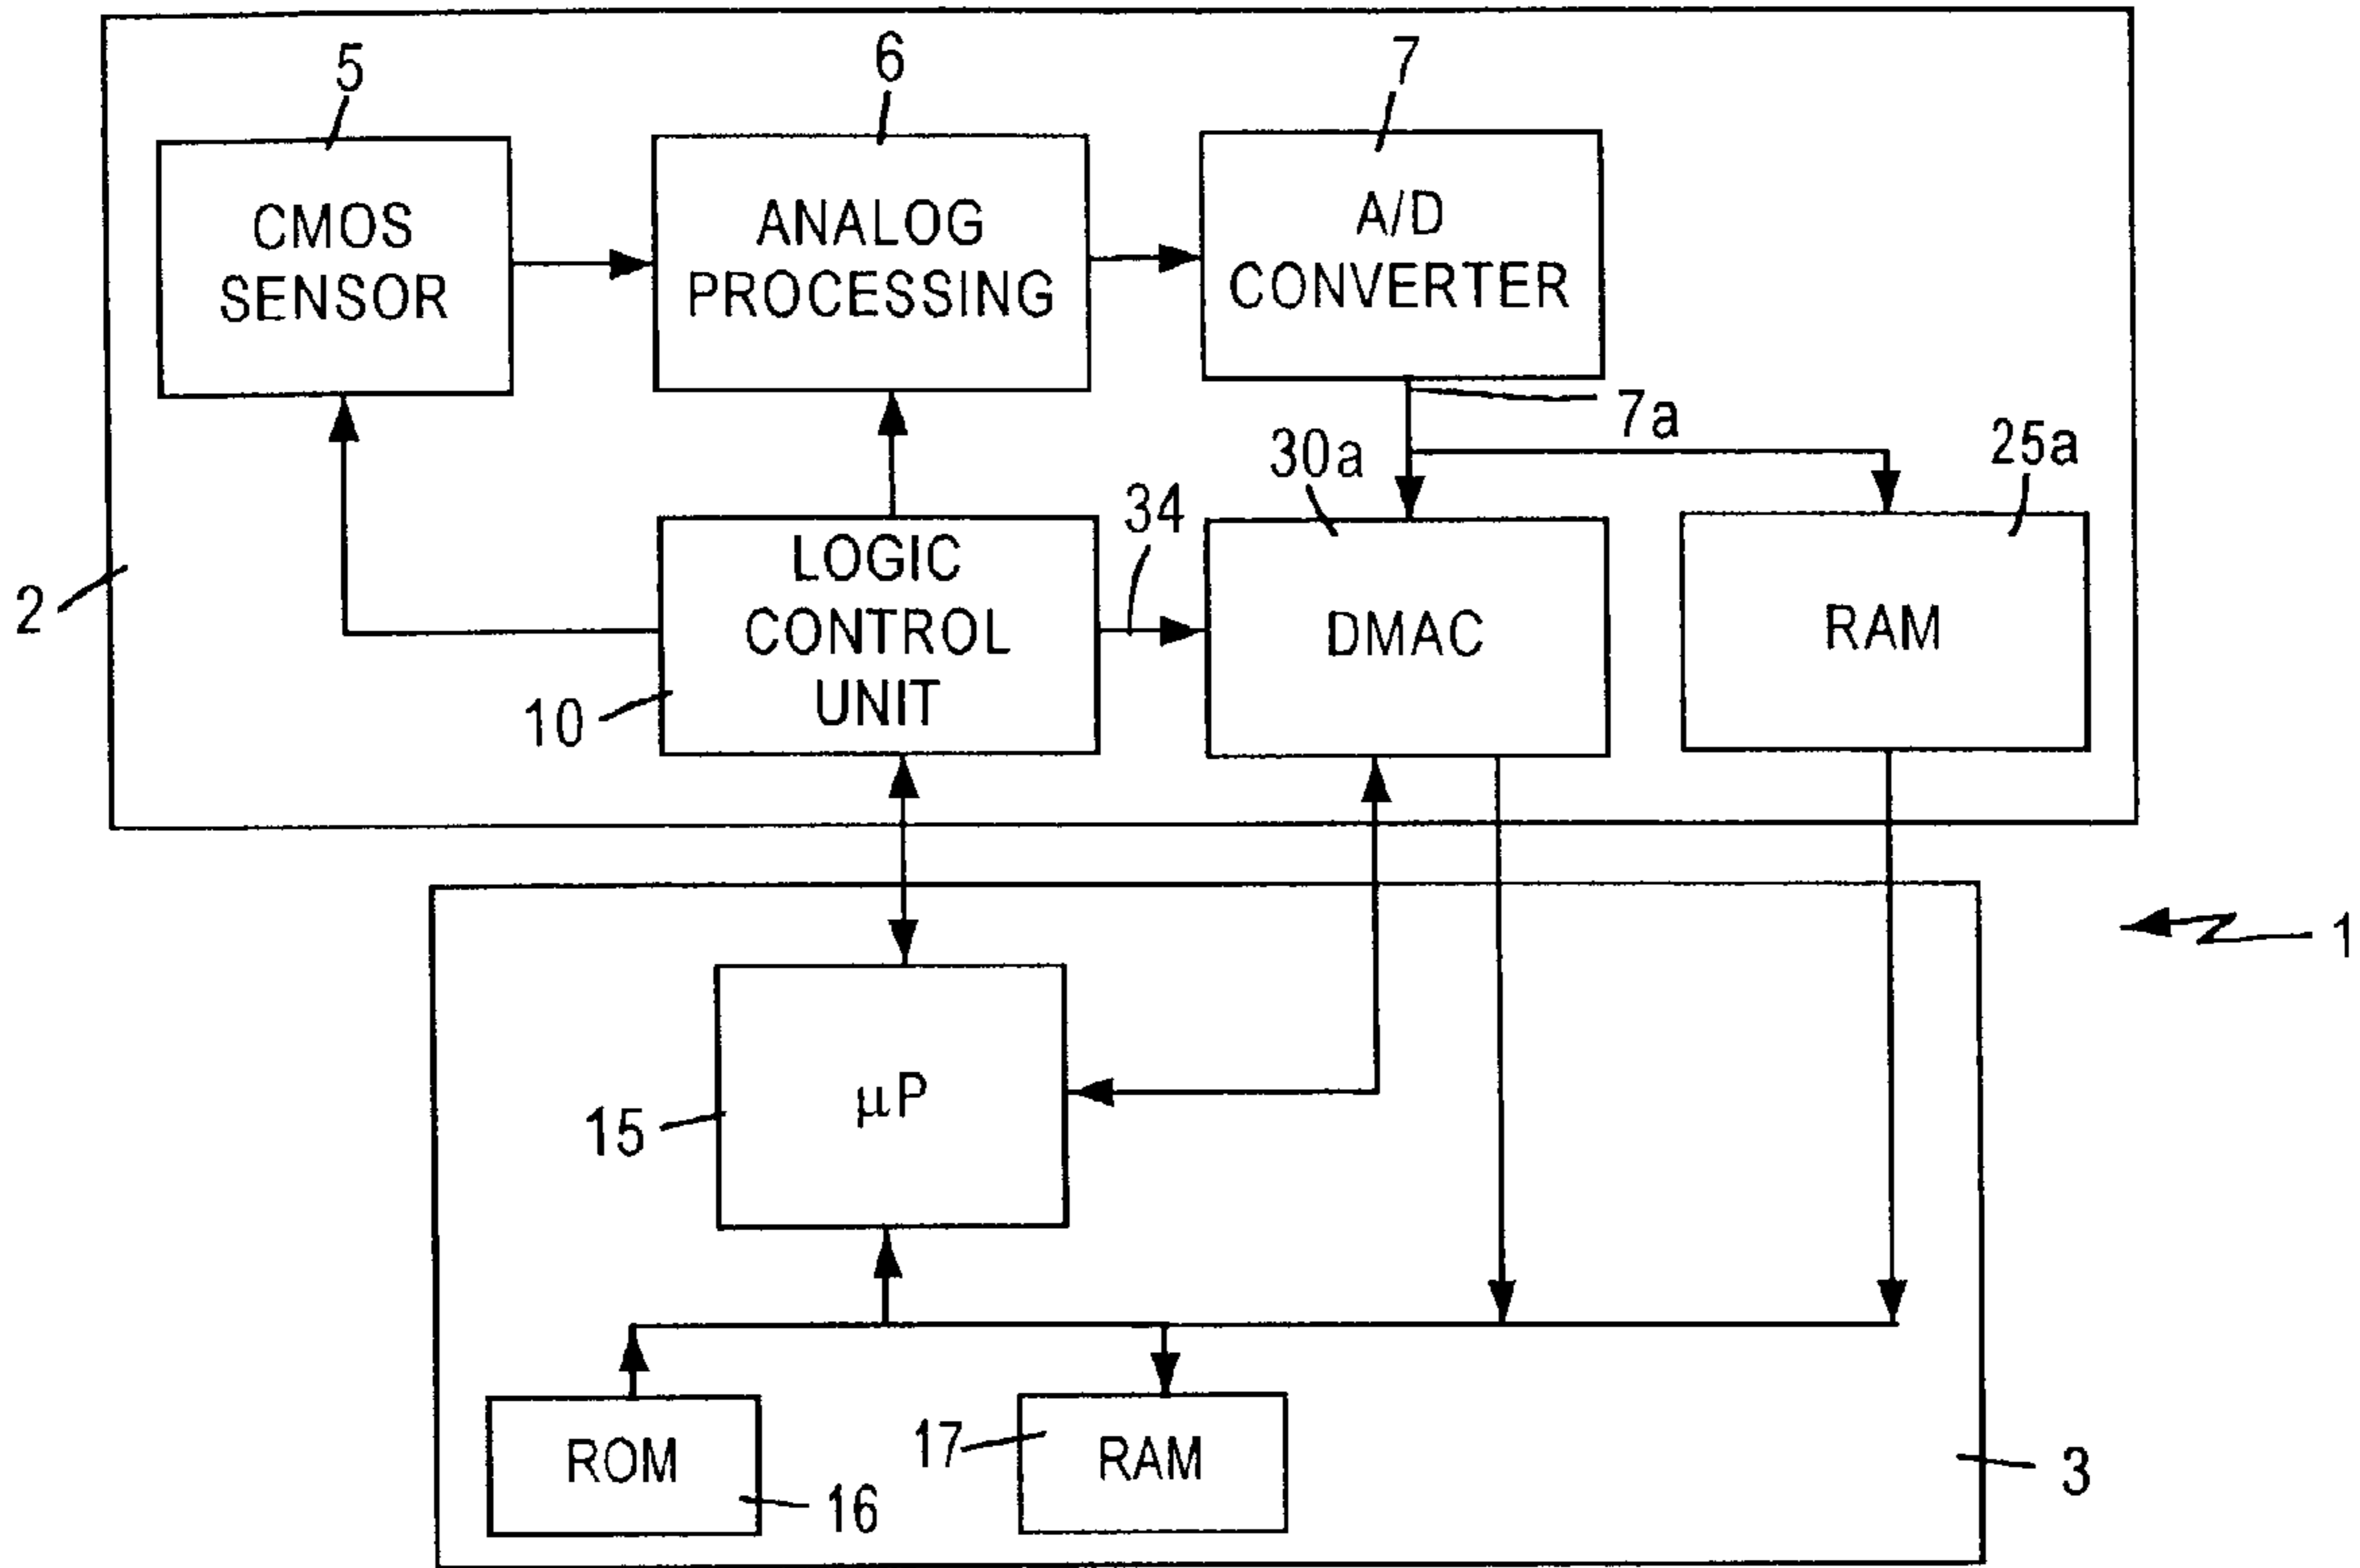 5
6
7
CMOS
SENSOR
ANALOG
PROCESSING
A/D
CONVERTER
7a
30a
25a
34
2
LOGIC
CONTROL
UNIT
DMAC
RAM
10
1
µP
15
ROM
16
17
RAM
3